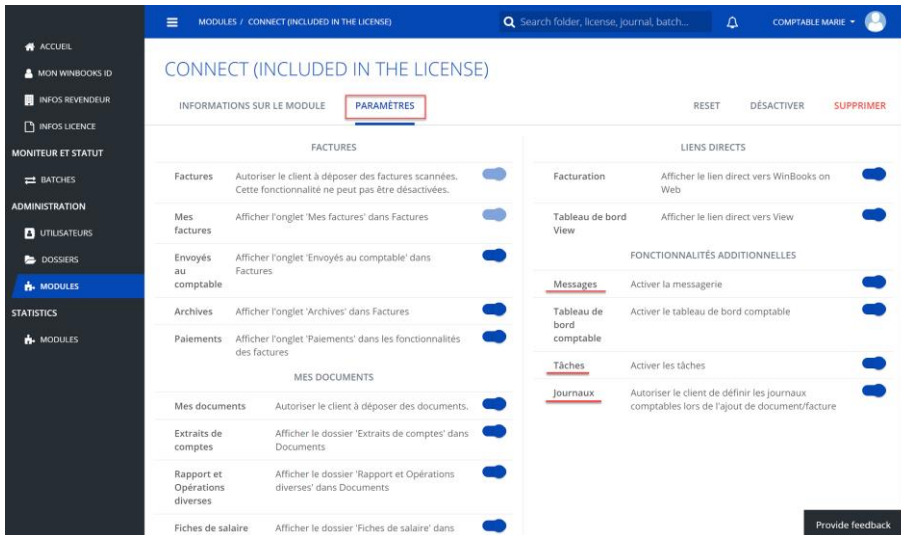 MODULES / CONNECT (INCLUDED IN THE LICENSE)
Search folder, license, journal, batch...
COMPTABLE MARIE
ACCUEIL
MON WINBOOKS ID
INFOS REVENDEUR
INFOS LICENCE
MONITEUR ET STATUT
BATCHES
ADMINISTRATION
UTILISATEURS
DOSSIERS
MODULES
STATISTICS
MODULES
CONNECT (INCLUDED IN THE LICENSE)
INFORMATIONS SUR LE MODULE
PARAMÈTRES
RESET
DÉSACTIVER
SUPPRIMER
FACTURES
Factures
Autoriser le client à déposer des factures scannées.
Cette fonctionnalité ne peut pas être désactivées.
Mes
factures
Afficher l'onglet 'Mes factures' dans Factures
Envoyés
au
comptable
Afficher l'onglet 'Envoyés au comptable' dans
Factures
Archives
Afficher l'onglet 'Archives' dans Factures
Paiements
Afficher l'onglet 'Paiements' dans les fonctionnalités
des factures
MES DOCUMENTS
Mes documents
Autoriser le client à déposer des documents.
Extraits de
comptes
Afficher le dossier 'Extraits de comptes' dans
Documents
Rapport et
Opérations
diverses
Afficher le dossier 'Rapport et Opérations
diverses' dans Documents
Fiches de salaire
Afficher le dossier 'Fiches de salaire' dans
LIENS DIRECTS
Facturation
Afficher le lien direct vers WinBooks on
Web
Tableau de bord
View
Afficher le lien direct vers View
FONCTIONNALITÉS ADDITIONNELLES
Messages
Activer la messagerie
Tableau de
bord
comptable
Activer le tableau de bord comptable
Tâches
Activer les tâches
Journaux
Autoriser le client de définir les journaux
comptables lors de l'ajout de document/facture
Provide feedback